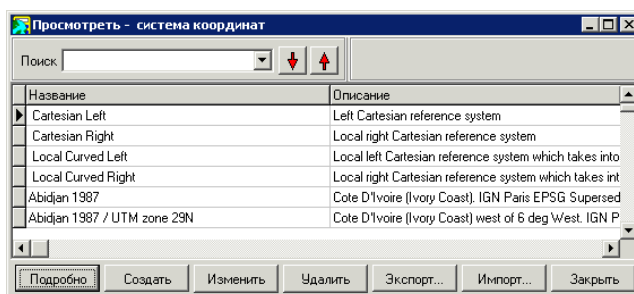 Просмотреть - система координат
Поиск
Название Описание
Cartesian Left Left Cartesian reference system
Cartesian Right Local right Cartesian reference system
Local Curved Left Local left Cartesian reference system which takes into
Local Curved Right Local right Cartesian reference system which takes int
Abidjan 1987 Cote D'Ivoire (Ivory Coast). IGN Paris EPSG Supersed
Abidjan 1987 / UTM zone 29N Cote D'Ivoire (Ivory Coast) west of 6 deg West. IGN P
Подробно Создать Изменить Удалить Экспорт... Импорт... Закрыть